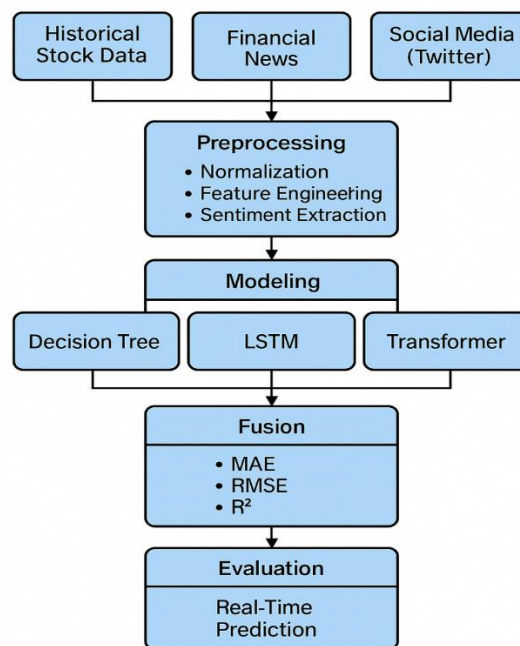 Historical
Stock Data
Financial
News
Social Media
(Twitter)
Preprocessing
• Normalization
• Feature Engineering
• Sentiment Extraction
Modeling
Decision Tree
LSTM
Transformer
Fusion
• MAE
• RMSE
• R²
Evaluation
Real-Time
Prediction